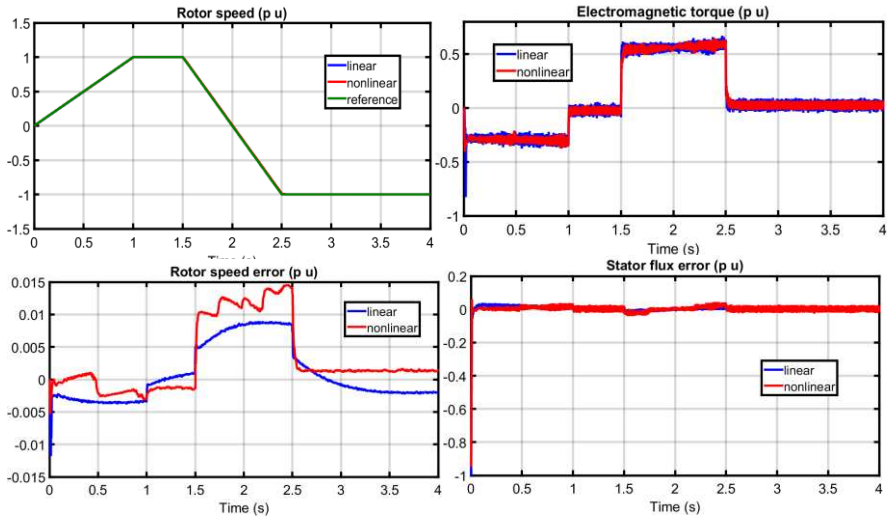 Rotor speed (p u)
1.5
1
0.5
0
-0.5
-1
-1.5
linear
nonlinear
reference
0 0.5 1 1.5 2 2.5 3 3.5 4
Time (s)
Electromagnetic torque (p u)
0.5
0
-0.5
-1
linear
nonlinear
0 0.5 1 1.5 2 2.5 3 3.5 4
Time (s)
Rotor speed error (p u)
0.015
0.01
0.005
0
-0.005
-0.01
-0.015
linear
nonlinear
0 0.5 1 1.5 2 2.5 3 3.5 4
Time (s)
Stator flux error (p u)
0.2
0
-0.2
-0.4
-0.6
-0.8
-1
linear
nonlinear
0 0.5 1 1.5 2 2.5 3 3.5 4
Time (s)